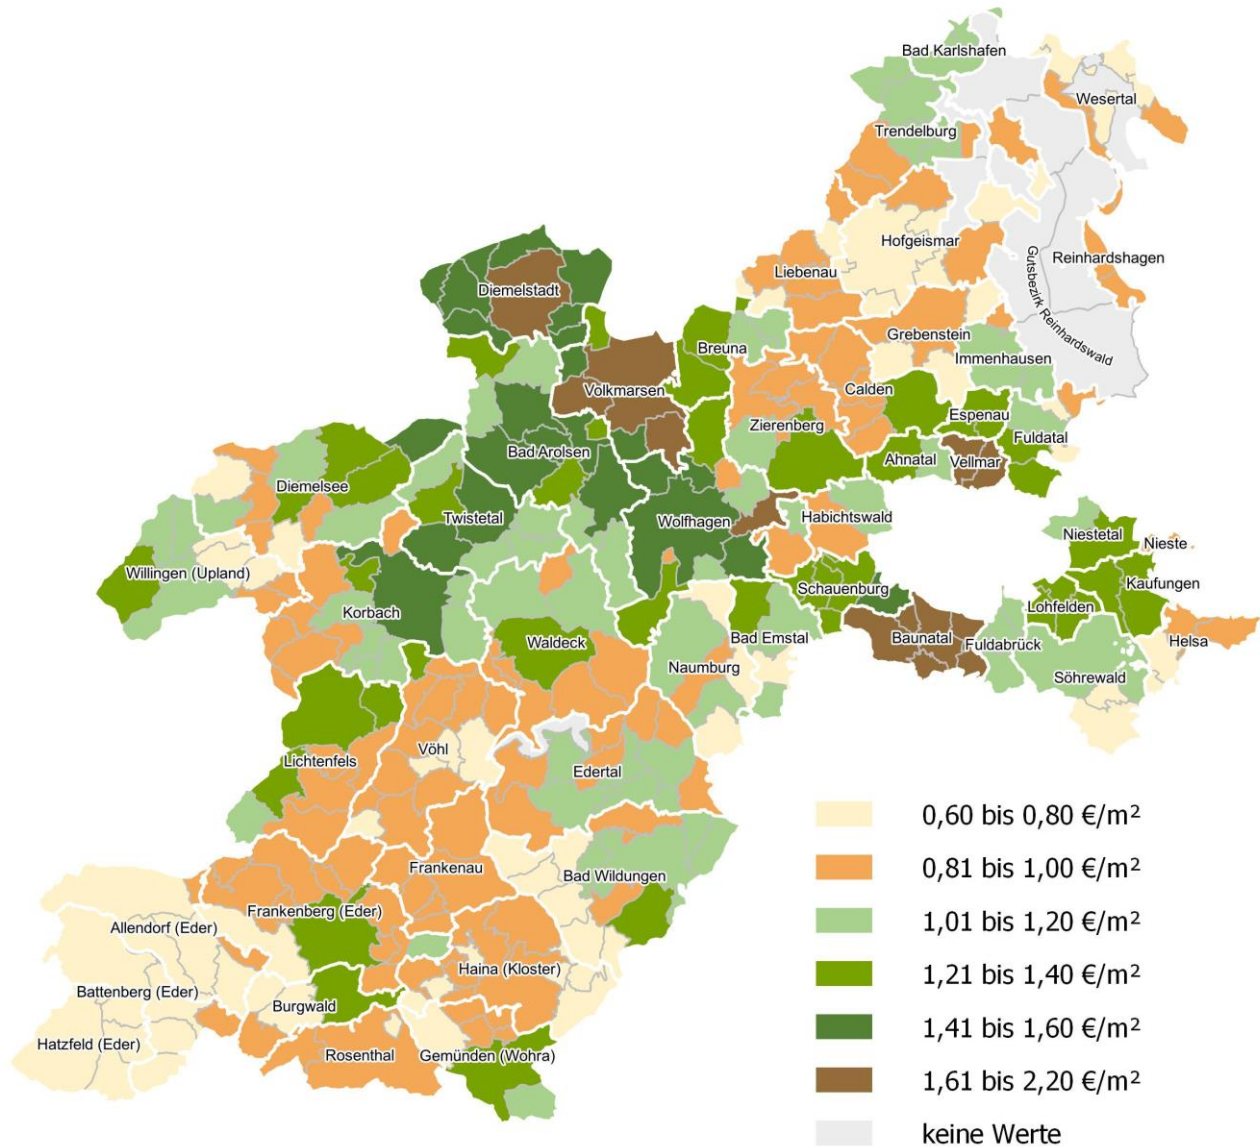 Bad Karlshafen
Wesertal
Trendelburg
Hofgeismar
Reinhardshagen
Liebenau
Gutsbezirk Reinhardswald
Diemelstadt
Grebenstein
Breuna
Immenhausen
Volkmarsen
Calden
Espenau
Zierenberg
Fuldatal
Bad Arolsen
Ahnatal
Vellmar
Diemelsee
Twistetal
Wolfhagen
Habichtswald
Niestetal
Nieste
Willingen (Upland)
Schauenburg
Kaufungen
Korbach
Lohfelden
Waldeck
Bad Emstal
Baunatal
Fuldabrück
Helsa
Naumburg
Söhrewald
Vöhl
Lichtenfels
Edertal
Frankenau
Bad Wildungen
Frankenberg (Eder)
Allendorf (Eder)
Haina (Kloster)
Battenberg (Eder)
Burgwald
Hatzfeld (Eder)
Rosenthal
Gemünden (Wohra)
0,60 bis 0,80 €/m²
0,81 bis 1,00 €/m²
1,01 bis 1,20 €/m²
1,21 bis 1,40 €/m²
1,41 bis 1,60 €/m²
1,61 bis 2,20 €/m²
keine Werte